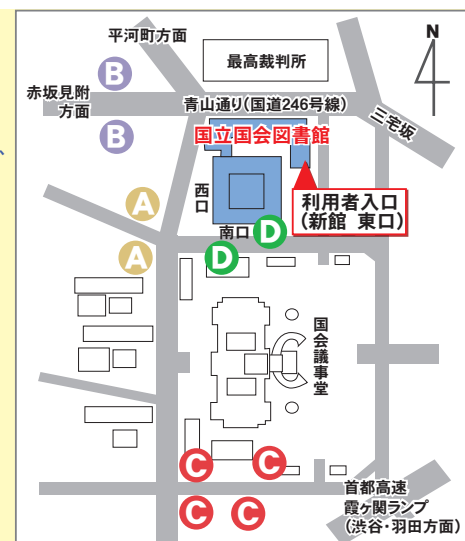 平河町方面
最高裁判所
N
B
赤坂見附
方面
青山通り(国道246号線)
三宅坂
B
国立国会図書館
西口
利用者入口
(新館 東口)
A
南口
D
A
D
国会議事堂
C
C
首都高速
霞ヶ関ランプ
(渋谷・羽田方面)
C
C